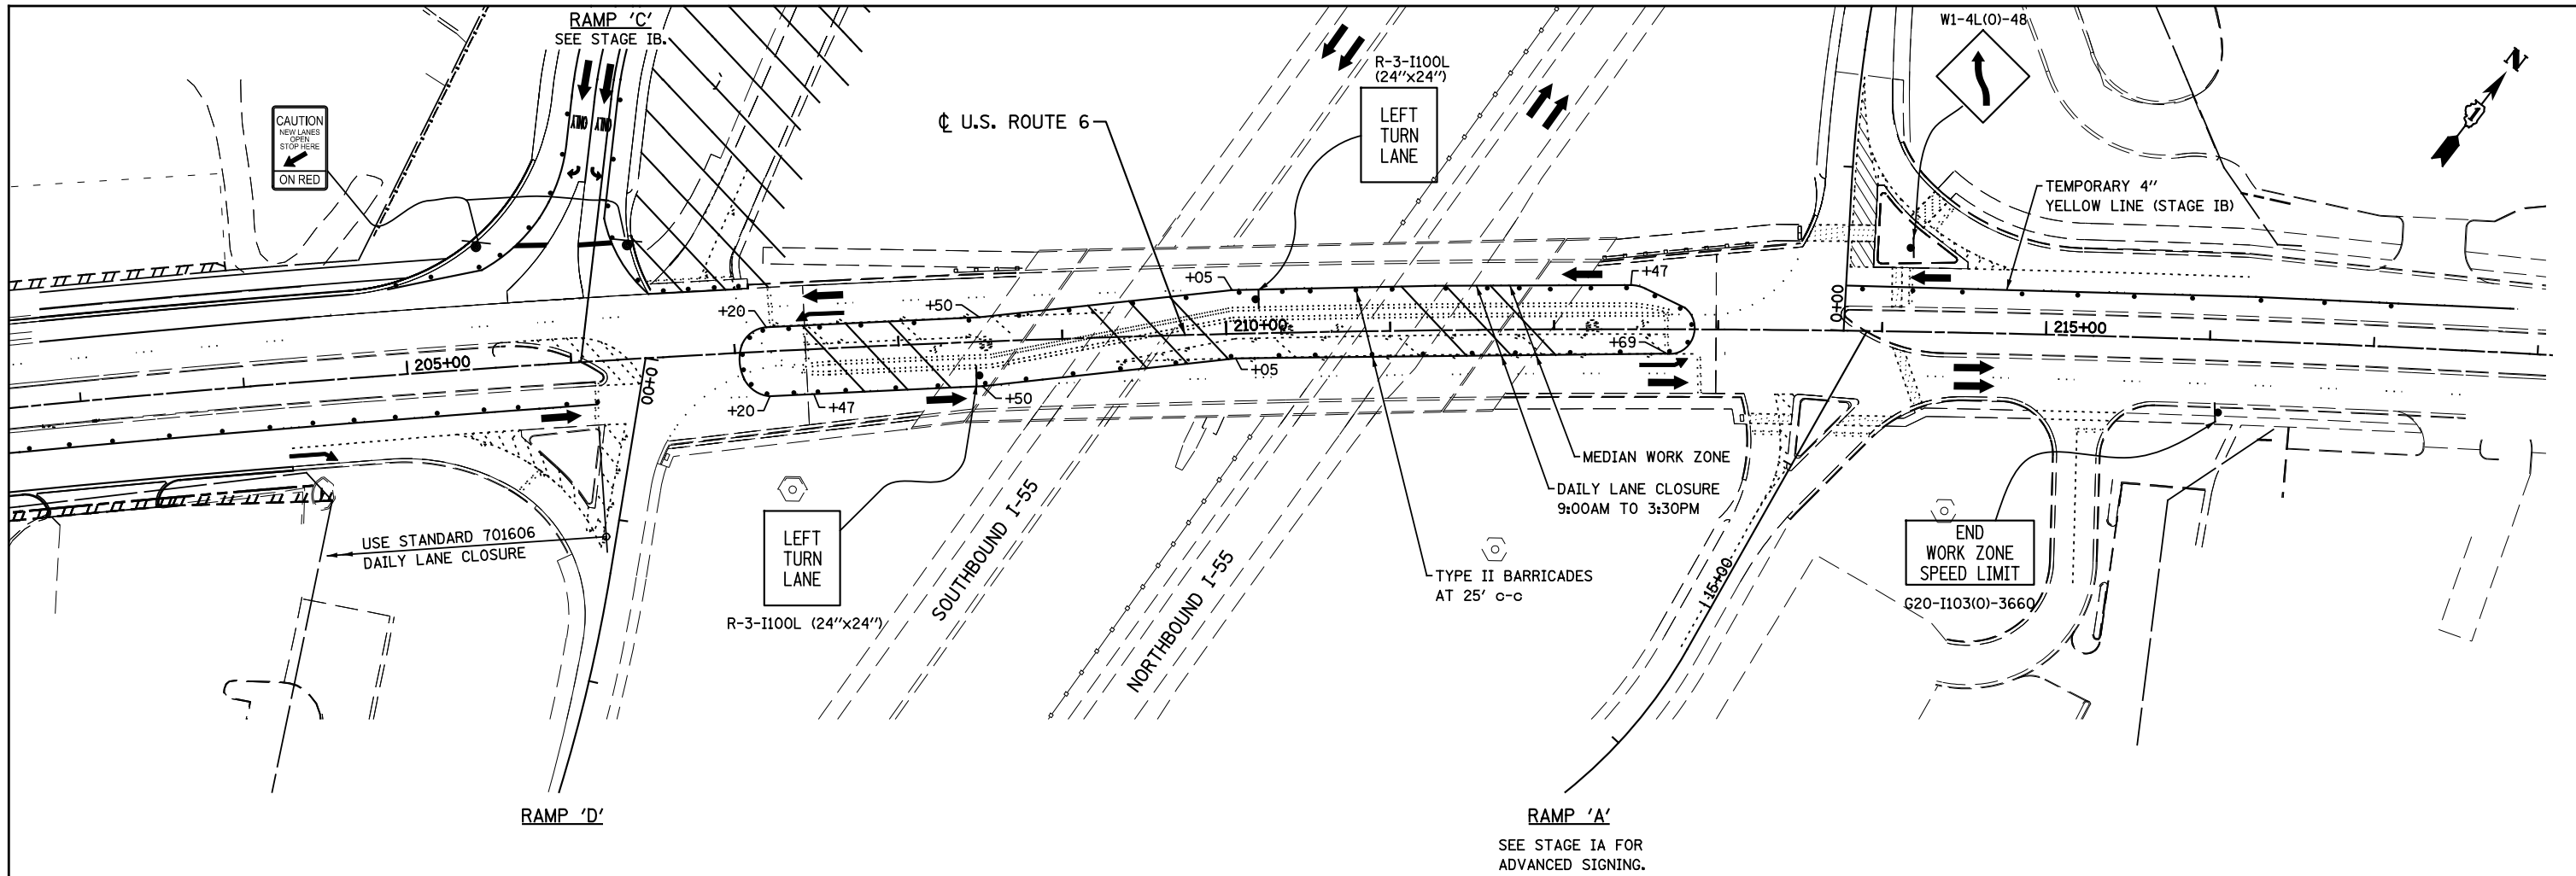 RAMP 'C'
SEE STAGE IB.
W1-4L(O)-48
N
1
R-3-I100L
(24"x24")
LEFT
TURN
LANE
℄ U.S. ROUTE 6
CAUTION
NEW LANES
OPEN
STOP HERE
ON RED
ONLY ONLY
TEMPORARY 4"
YELLOW LINE (STAGE IB)
+05
+47
+20
+50
0+00
210+00
215+00
205+00
+69
0+00
+05
+20
+47
+50
MEDIAN WORK ZONE
DAILY LANE CLOSURE
9:00AM TO 3:30PM
USE STANDARD 701606
DAILY LANE CLOSURE
LEFT
TURN
LANE
R-3-I100L (24"x24")
SOUTHBOUND I-55
NORTHBOUND I-55
TYPE II BARRICADES
AT 25' c-c
115+00
END
WORK ZONE
SPEED LIMIT
G20-I103(O)-3660
RAMP 'D'
RAMP 'A'
SEE STAGE IA FOR
ADVANCED SIGNING.